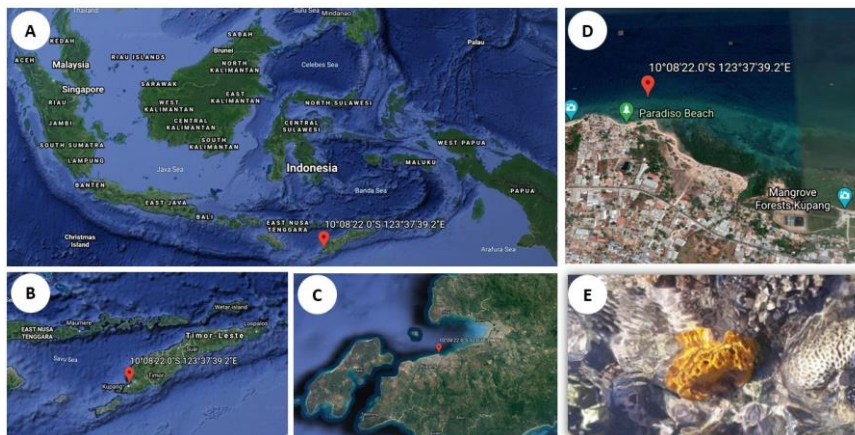 A
Thailand
Sulu Sea
Mindanao
KEDAH
ACEH
Malaysia
RIAU ISLANDS
Brunei
SABAH
Celebes Sea
Palau
Singapore
SARAWAK
NORTH KALIMANTAN
RIAU
EAST KALIMANTAN
WEST KALIMANTAN
NORTH SULAWESI
JAMBI
CENTRAL KALIMANTAN
CENTRAL SULAWESI
WEST PAPUA
SOUTH SUMATRA
SOUTH KALIMANTAN
Indonesia
MALUKU
LAMPUNG
Java Sea
PAPUA
BANTEN
Banda Sea
EAST JAVA
BALI
EAST NUSA TENGGARA
10°08'22.0"S 123°37'39.2"E
Christmas Island
Arafura Sea
B
Wetar island
EAST NUSA TENGGARA
Maumere
Timor-Leste
Lospalos
Savu Sea
10°08'22.0"S 123°37'39.2"E
Kupang
Timor
C
D
10°08'22.0"S 123°37'39.2"E
Paradiso Beach
Mangrove
Forests Kupang
E